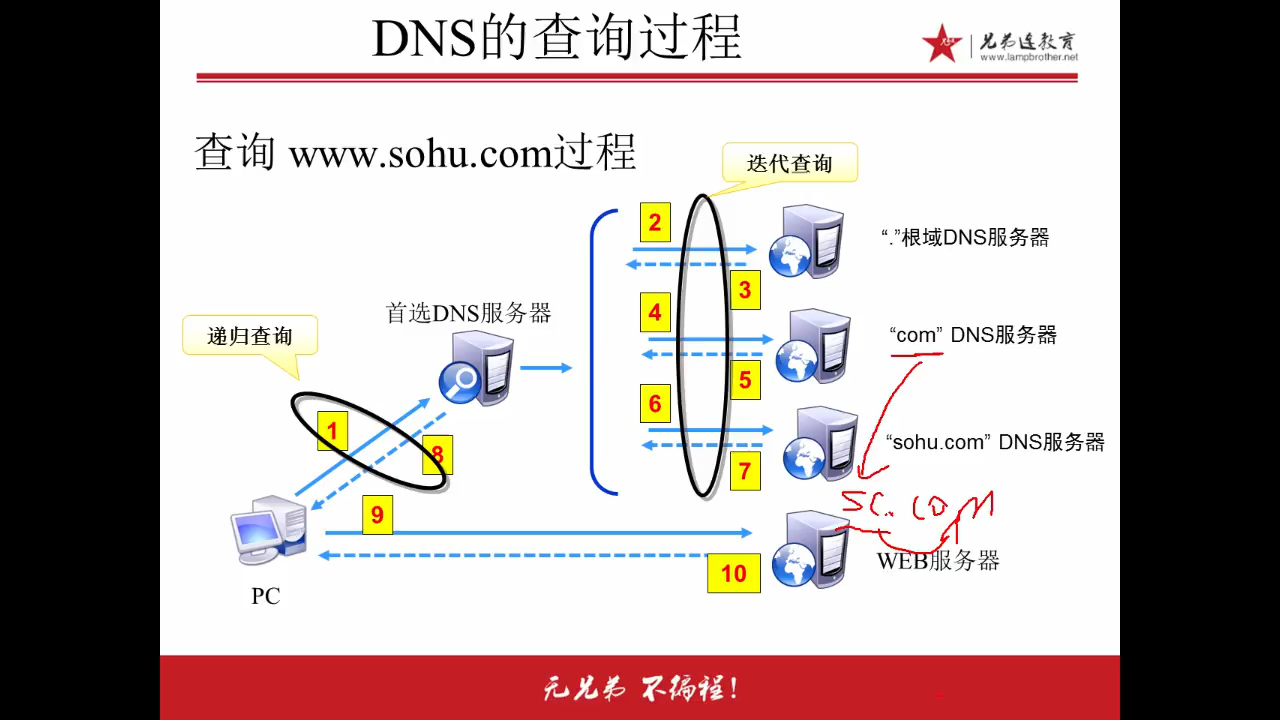 DNS的查询过程
兄弟连教育
www.lampbrother.net
查询 www.sohu.com过程
迭代查询
2
“.”根域DNS服务器
3
首选DNS服务器
4
“com” DNS服务器
递归查询
5
6
1
“sohu.com” DNS服务器
8
7
SC.COM
9
WEB服务器
10
PC
无兄弟 不编程!